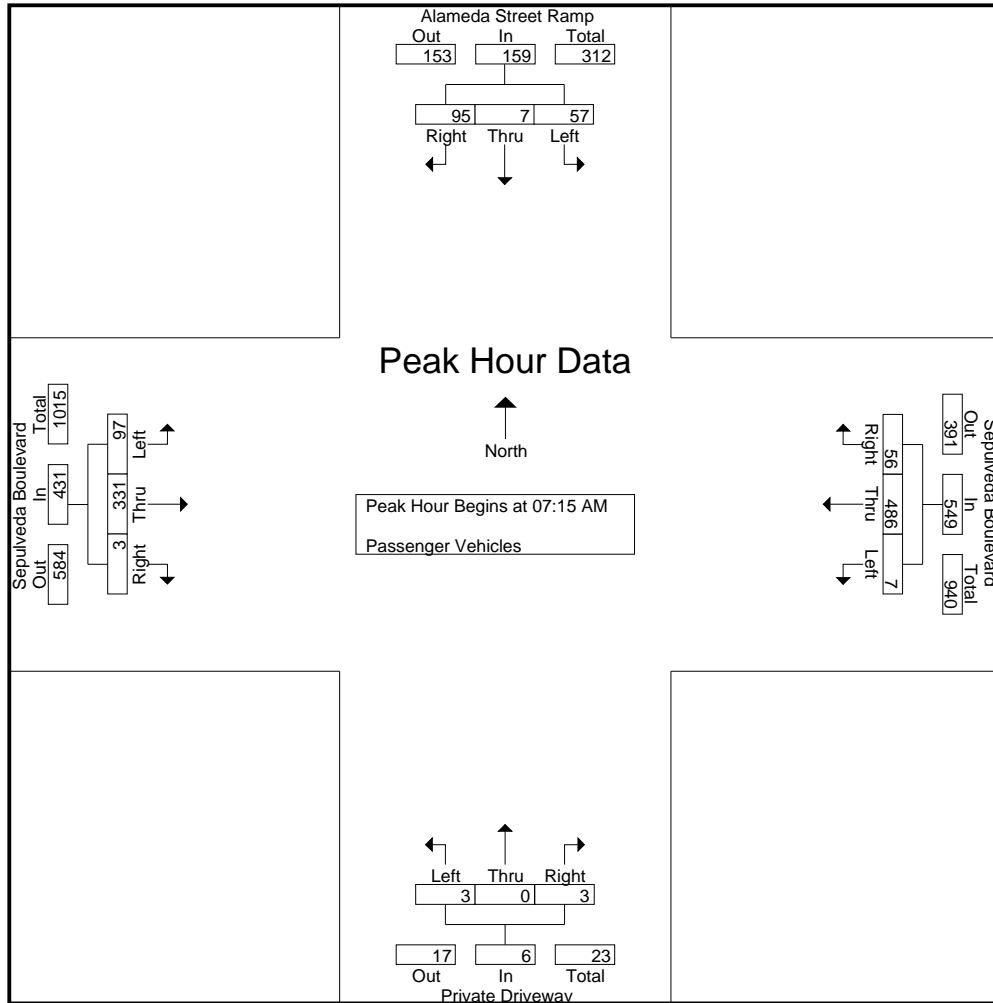 Alameda Street Ramp
Out In Total
153 159 312
95 7 57
Right Thru Left
Peak Hour Data
North
Peak Hour Begins at 07:15 AM
Passenger Vehicles
Sepulveda Boulevard
Out In Total
584 431 1015
3 331 97
Right Thru Left
Sepulveda Boulevard
Out In Total
391 549 940
56 486 7
Right Thru Left
Left Thru Right
3 0 3
17 6 23
Out In Total
Private Driveway